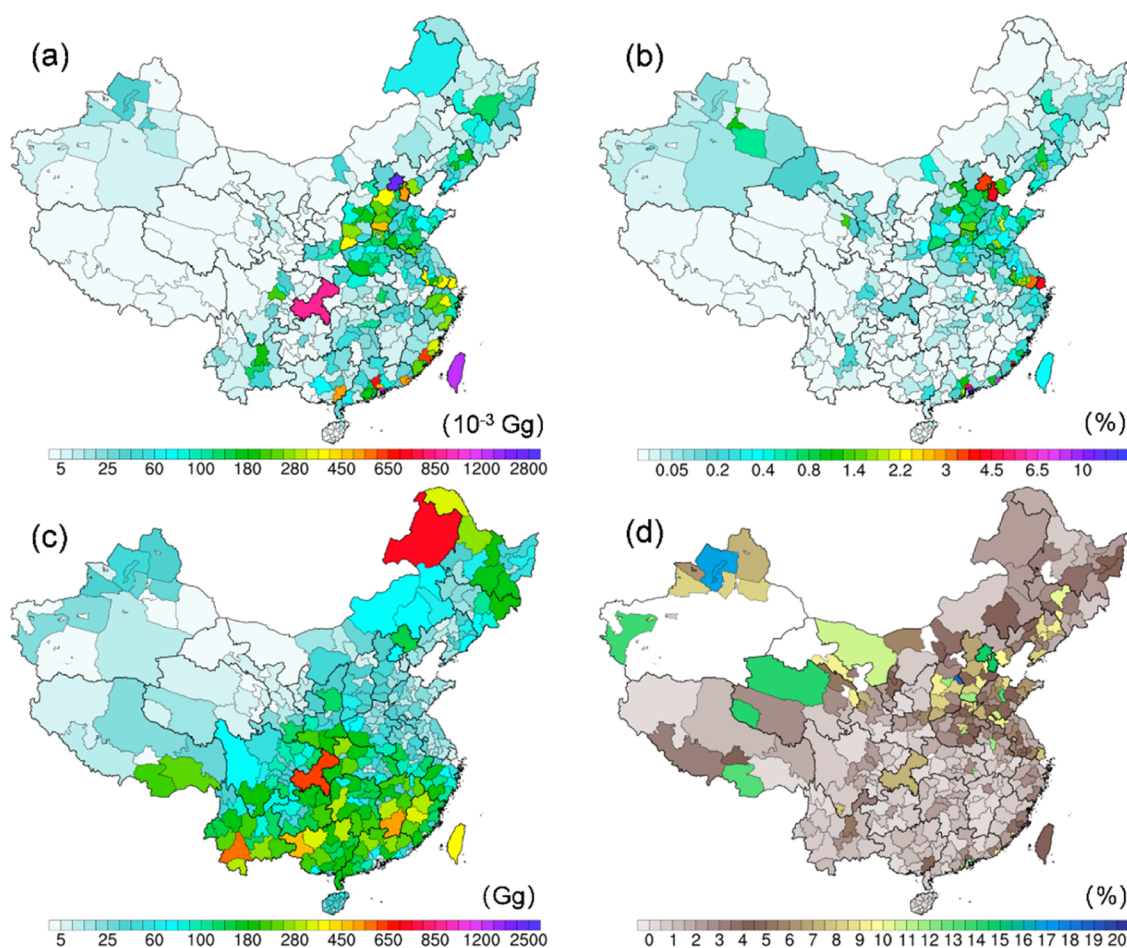 (a)
(b)
(10⁻³ Gg)
(%)
5 25 60 100 180 280 450 650 850 1200 2800
0.05 0.2 0.4 0.8 1.4 2.2 3 4.5 6.5 10
(c)
(d)
(Gg)
(%)
5 25 60 100 180 280 450 650 850 1200 2500
0 1 2 3 4 5 6 7 8 9 10 11 12 13 14 15 16 17 18 19 20